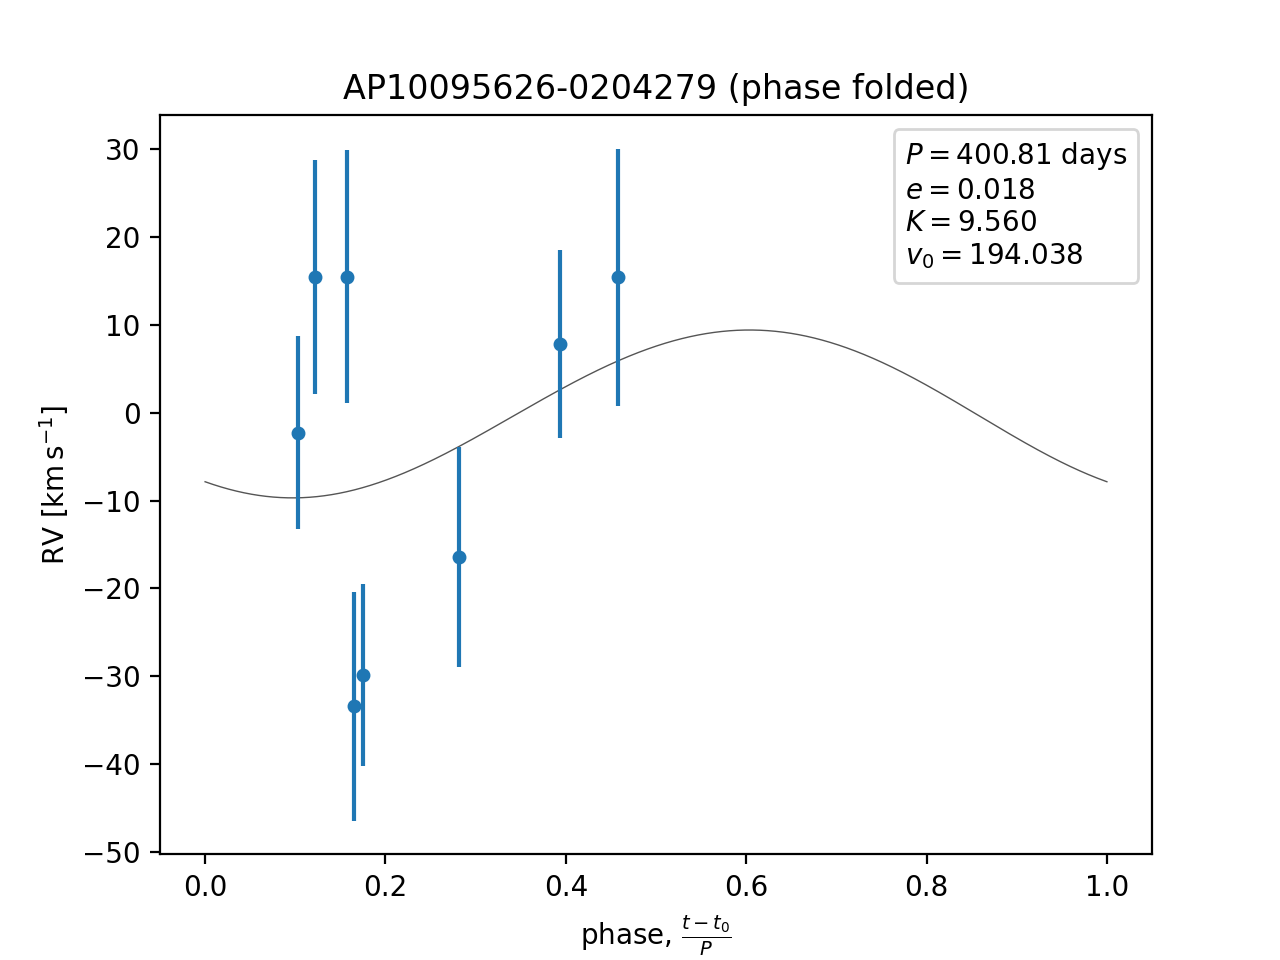 AP10095626-0204279 (phase folded)
P = 400.81 days
e = 0.018
K = 9.560
v₀ = 194.038
RV [km s⁻¹]
30
20
10
0
−10
−20
−30
−40
−50
0.0 0.2 0.4 0.6 0.8 1.0
phase, (t − t₀)/P